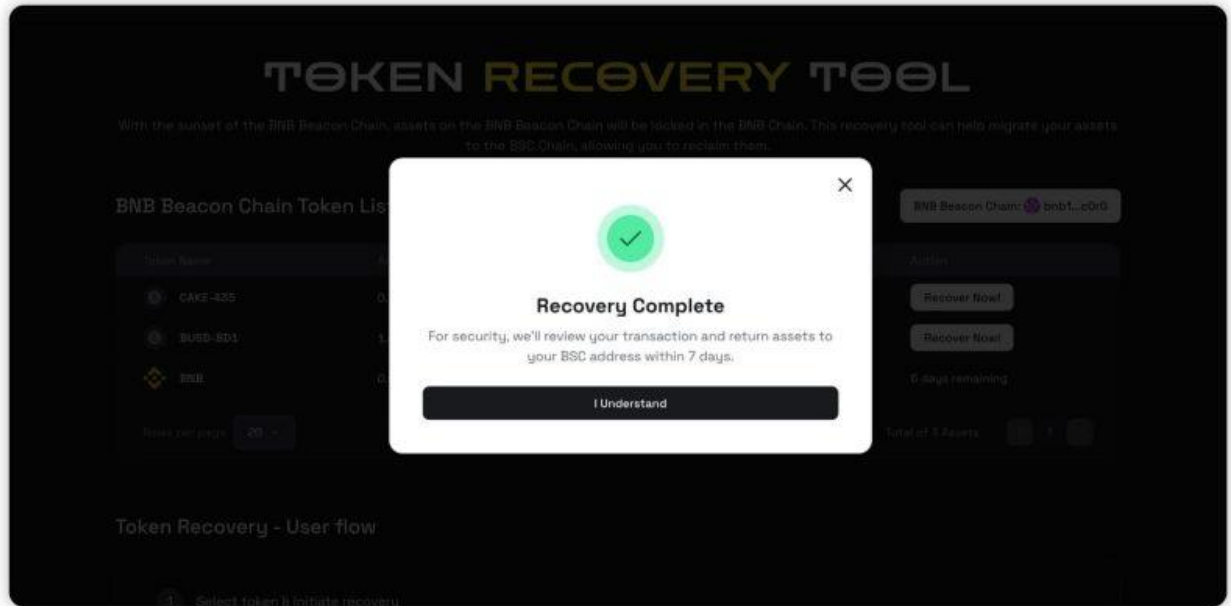 TOKEN RECOVERY TOOL
With the sunset of the BNB Beacon Chain, assets on the BNB Beacon Chain will be locked in the BNB Chain. This recovery tool can help migrate your assets
to the BSC Chain, allowing you to reclaim them.
BNB Beacon Chain Token Lis
BNB Beacon Chain: bnb1...c0r0
Token Name
Action
CAKE-435
Recover Now!
BUSD-BD1
Recover Now!
BNB
6 days remaining
Rows per page 20
Total of 3 Assets 1
Recovery Complete
For security, we'll review your transaction and return assets to
your BSC address within 7 days.
I Understand
Token Recovery - User flow
1 Select token & initiate recovery